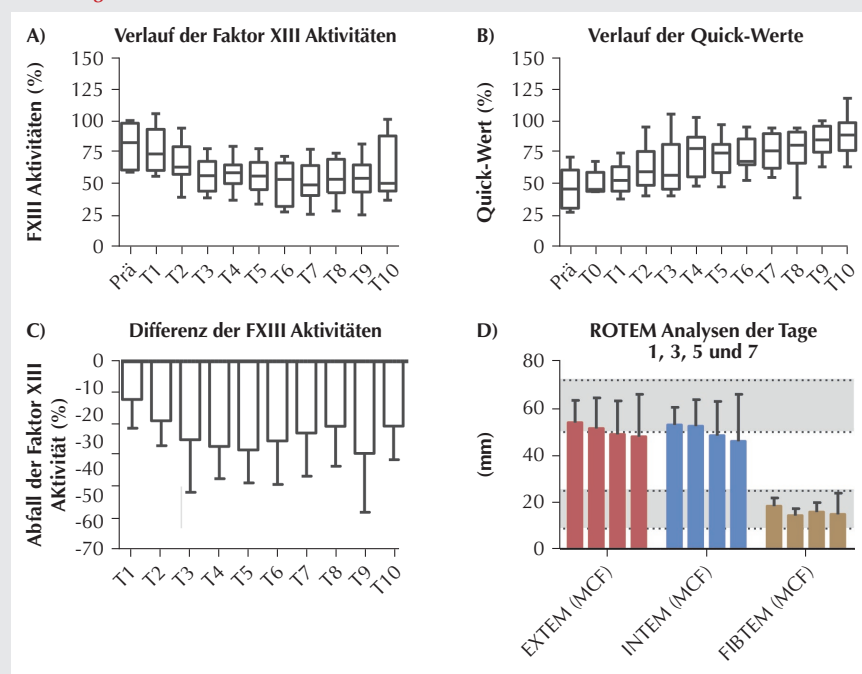 A) Verlauf der Faktor XIII Aktivitäten
FXIII Aktivitäten (%)
150
125
100
75
50
25
0
Prä T1 T2 T3 T4 T5 T6 T7 T8 T9 T10
B) Verlauf der Quick-Werte
Quick-Wert (%)
150
125
100
75
50
25
0
Prä T0 T1 T2 T3 T4 T5 T6 T7 T8 T9 T10
C) Differenz der FXIII Aktivitäten
Abfall der Faktor XIII
AKtivität (%)
0
-10
-20
-30
-40
-50
-60
-70
T1 T2 T3 T4 T5 T6 T7 T8 T9 T10
D) ROTEM Analysen der Tage
1, 3, 5 und 7
(mm)
80
60
40
20
0
EXTEM (MCF) INTEM (MCF) FIBTEM (MCF)